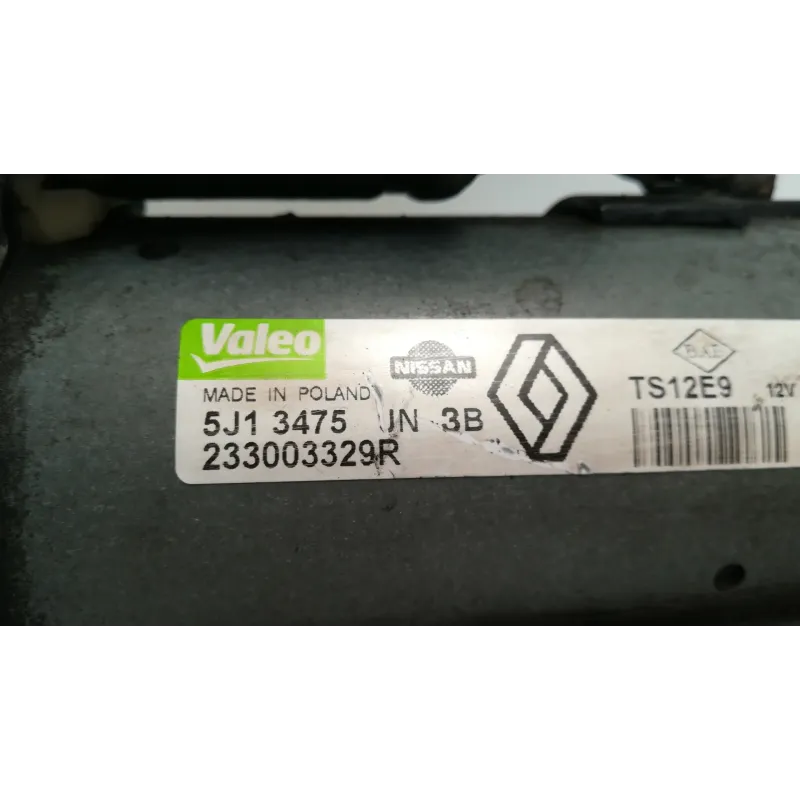 Valeo
MADE IN POLAND
5J1 3475 JN 3B
233003329R
NISSAN
TS12E9 12V